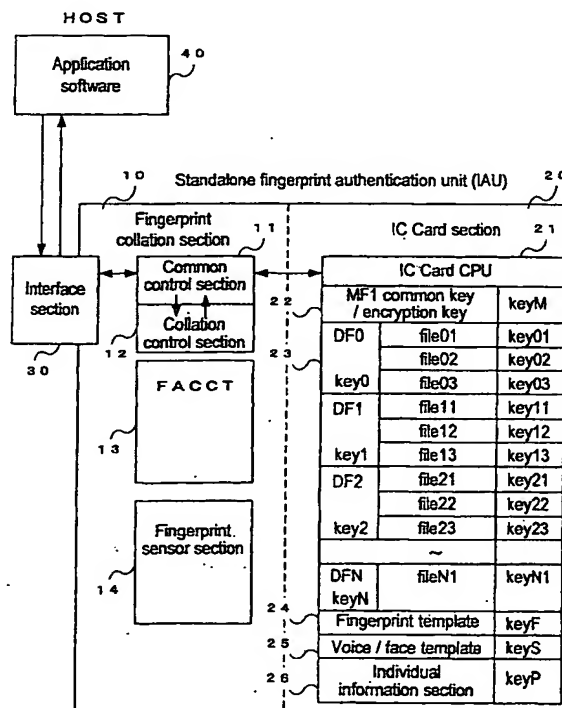 HOST
40
Application
software
10
20
Standalone fingerprint authentication unit (IAU)
Fingerprint
collation section
11
IC Card section
21
Interface
section
30
Common
control section
Collation
control section
12
FACCT
13
Fingerprint
sensor section
14
IC Card CPU
22
MF1 common key
/ encryption key
keyM
23
DF0
key0
file01
key01
file02
key02
file03
key03
DF1
key1
file11
key11
file12
key12
file13
key13
DF2
key2
file21
key21
file22
key22
file23
key23
~
DFN
keyN
fileN1
keyN1
24
Fingerprint template
keyF
25
Voice / face template
keyS
26
Individual
information section
keyP